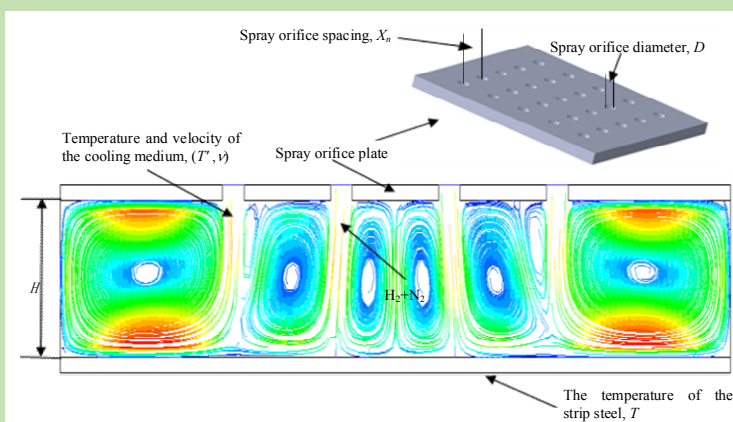 Spray orifice spacing, Xn
Spray orifice diameter, D
Temperature and velocity of
the cooling medium, (T′, v)
Spray orifice plate
H
H2+N2
The temperature of the
strip steel, T